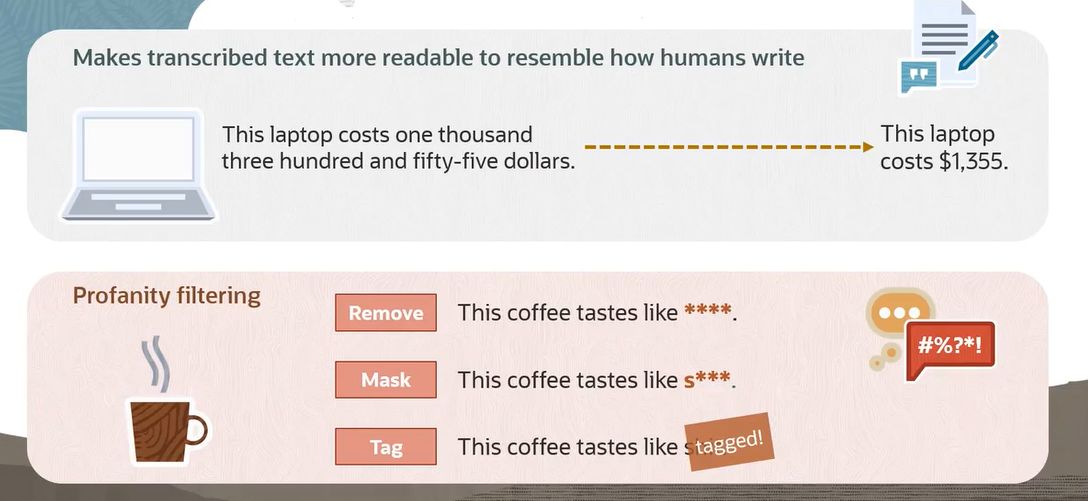 Makes transcribed text more readable to resemble how humans write
This laptop costs one thousand
three hundred and fifty-five dollars.
This laptop
costs $1,355.
Profanity filtering
Remove
This coffee tastes like ****.
#%?*!
Mask
This coffee tastes like s***.
Tag
This coffee tastes like
tagged!